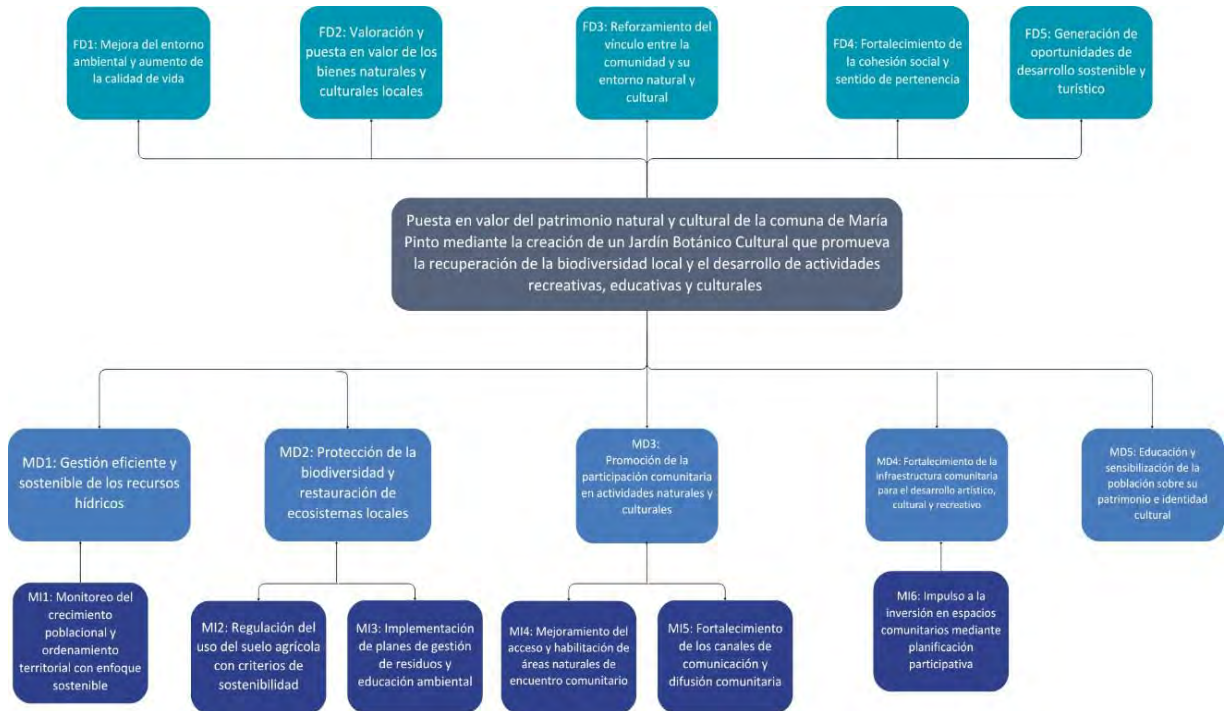 FD1: Mejora del entorno
ambiental y aumento de
la calidad de vida
FD2: Valoración y
puesta en valor de los
bienes naturales y
culturales locales
FD3: Reforzamiento del
vínculo entre la
comunidad y su
entorno natural y
cultural
FD4: Fortalecimiento de
la cohesión social y
sentido de pertenencia
FD5: Generación de
oportunidades de
desarrollo sostenible y
turístico
Puesta en valor del patrimonio natural y cultural de la comuna de María
Pinto mediante la creación de un Jardín Botánico Cultural que promueva
la recuperación de la biodiversidad local y el desarrollo de actividades
recreativas, educativas y culturales
MD1: Gestión eficiente y
sostenible de los recursos
hídricos
MD2: Protección de la
biodiversidad y
restauración de
ecosistemas locales
MD3:
Promoción de la
participación comunitaria
en actividades naturales y
culturales
MD4: Fortalecimiento de la
infraestructura comunitaria
para el desarrollo artístico,
cultural y recreativo
MD5: Educación y
sensibilización de la
población sobre su
patrimonio e identidad
cultural
MI1: Monitoreo del
crecimiento
poblacional y
ordenamiento
territorial con enfoque
sostenible
MI2: Regulación del
uso del suelo agrícola
con criterios de
sostenibilidad
MI3: Implementación
de planes de gestión
de residuos y
educación ambiental
MI4: Mejoramiento del
acceso y habilitación de
áreas naturales de
encuentro comunitario
MI5: Fortalecimiento
de los canales de
comunicación y
difusión comunitaria
MI6: Impulso a la
inversión en espacios
comunitarios mediante
planificación
participativa